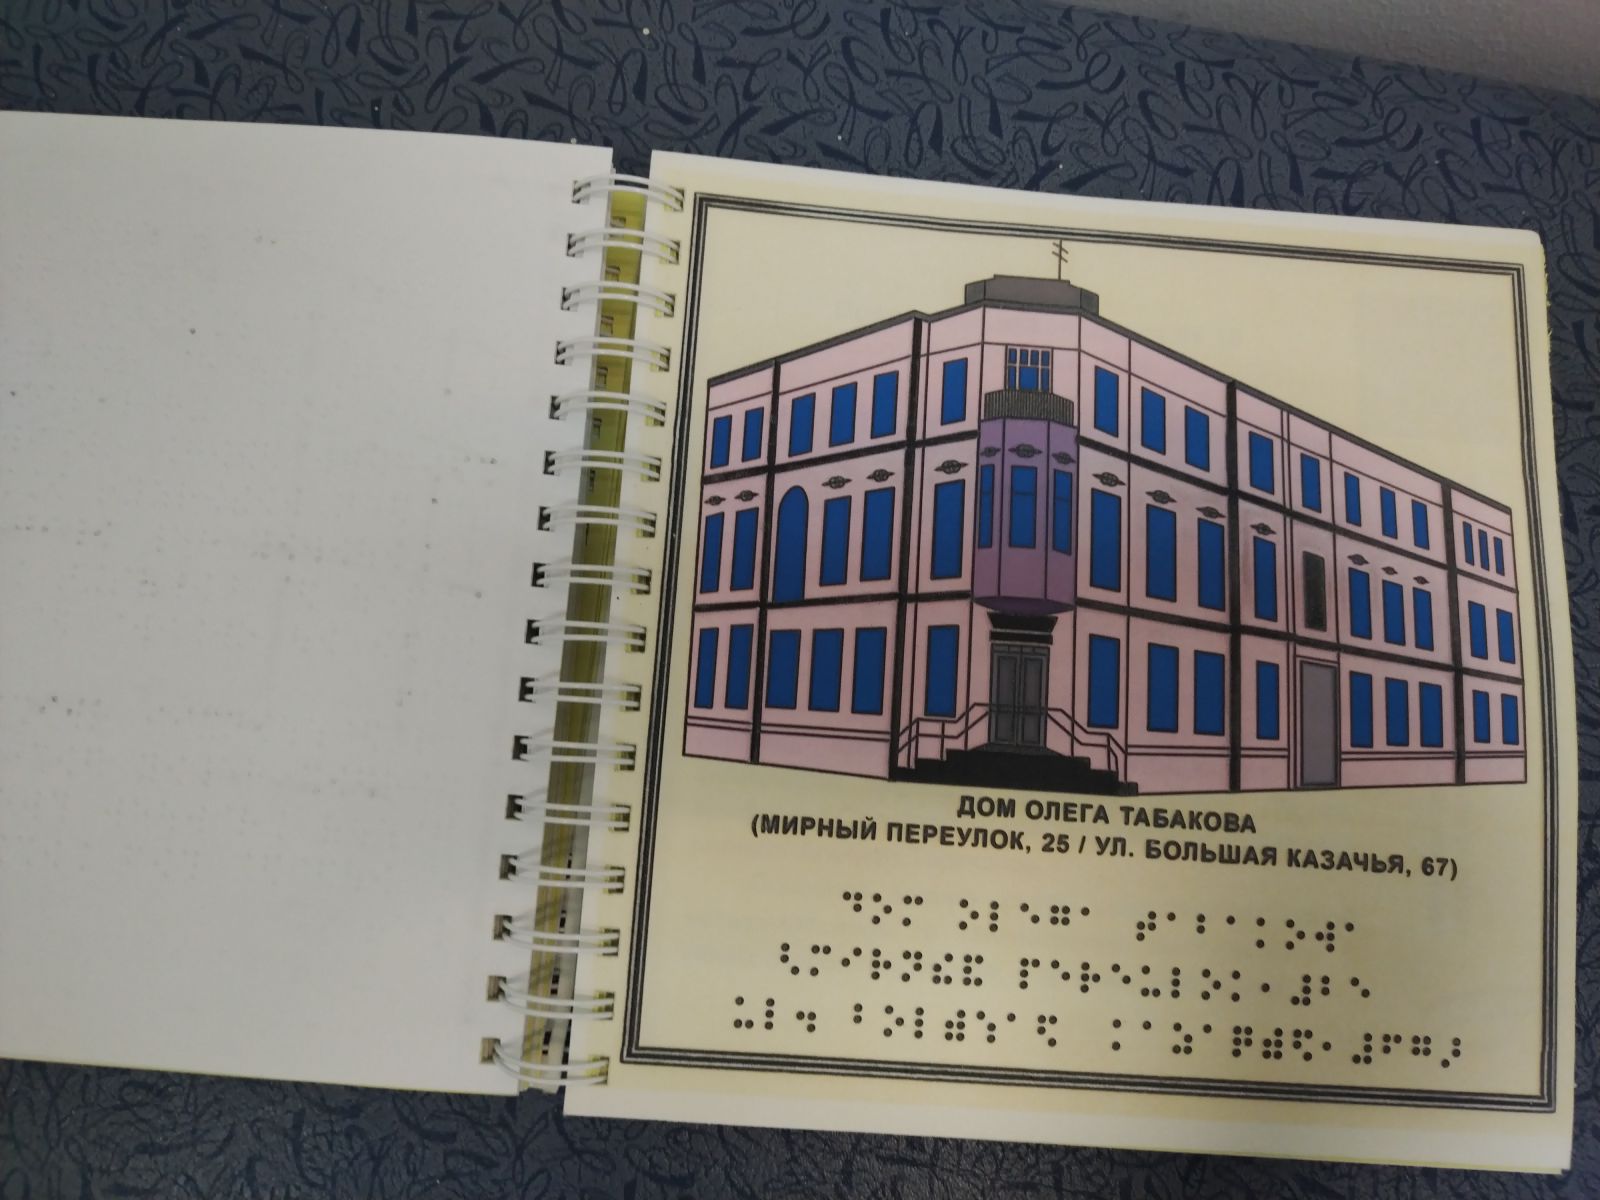 ДОМ ОЛЕГА ТАБАКОВА
(МИРНЫЙ ПЕРЕУЛОК, 25 / УЛ. БОЛЬШАЯ КАЗАЧЬЯ, 67)